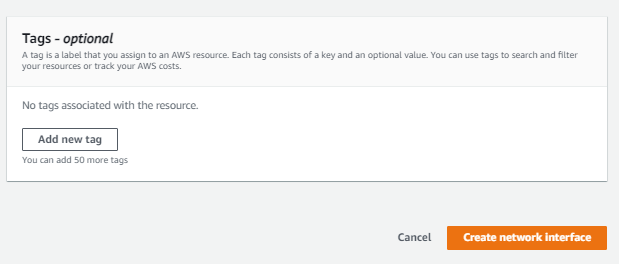 Tags - optional
A tag is a label that you assign to an AWS resource. Each tag consists of a key and an optional value. You can use tags to search and filter
your resources or track your AWS costs.
No tags associated with the resource.
Add new tag
You can add 50 more tags
Cancel
Create network interface